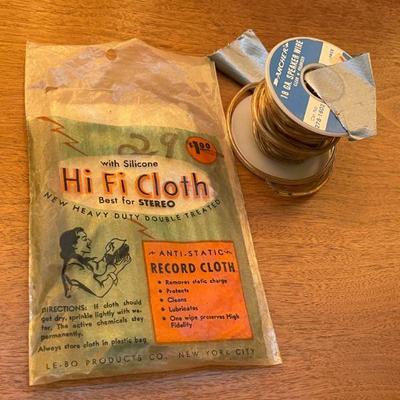 29
$1.00
with Silicone
Hi Fi Cloth
Best for STEREO
NEW HEAVY DUTY DOUBLE TREATED
ANTI-STATIC
RECORD CLOTH
• Removes static charge
• Protects
• Cleans
• Lubricates
• One wipe preserves High
Fidelity
DIRECTIONS: If cloth should
get dry, sprinkle lightly with wa-
ter. The active chemicals stay
permanently.
Always store cloth in plastic bag
LE-BO PRODUCTS CO., NEW YORK CITY
ARCHER
18 GA. SPEAKER WIRE